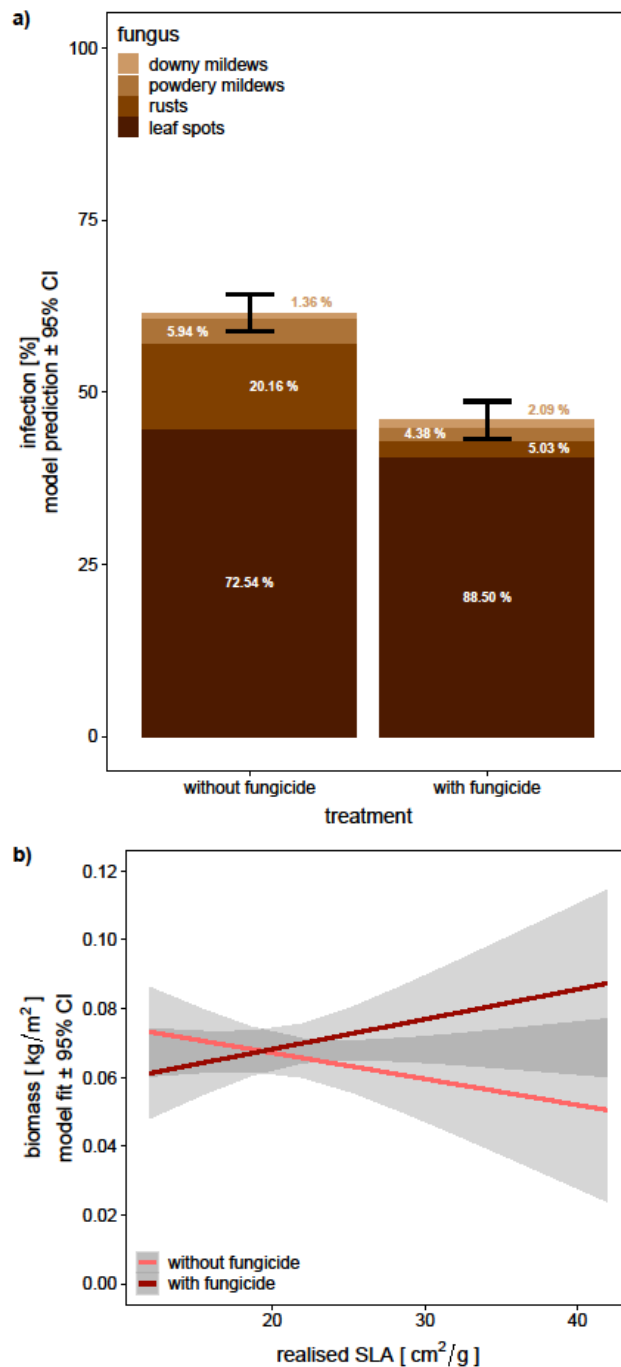 a)
fungus
downy mildews
powdery mildews
rusts
leaf spots
100
75
50
25
0
infection [%]
model prediction ± 95% CI
1.36 %
5.94 %
20.16 %
72.54 %
2.09 %
4.38 %
5.03 %
88.50 %
without fungicide
with fungicide
treatment
b)
0.12
0.10
0.08
0.06
0.04
0.02
0.00
biomass [ kg/m² ]
model fit ± 95% CI
without fungicide
with fungicide
20
30
40
realised SLA [ cm²/g ]